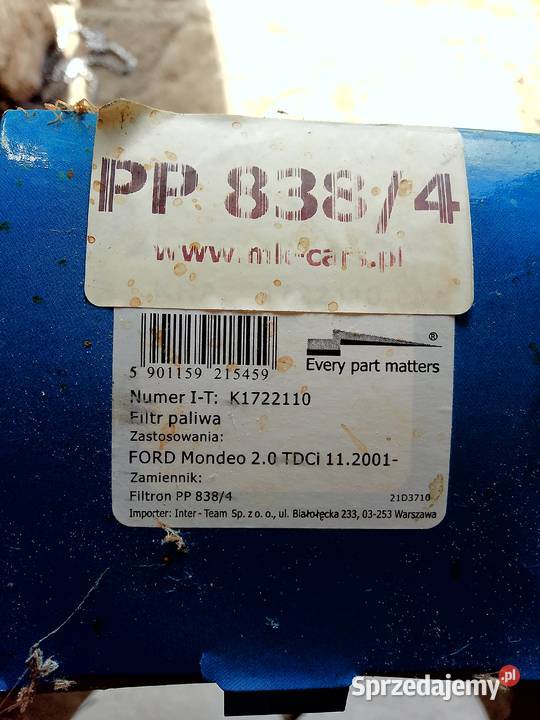 PP 838/4
www.mk-cars.pl
5 901159 215459
®
Every part matters
Numer I-T: K1722110
Filtr paliwa
Zastosowania:
FORD Mondeo 2.0 TDCi 11.2001-
Zamiennik:
Filtron PP 838/4
21D3710
Importer: Inter - Team Sp. z o. o., ul. Białołęcka 233, 03-253 Warszawa
Sprzedajemy.pl